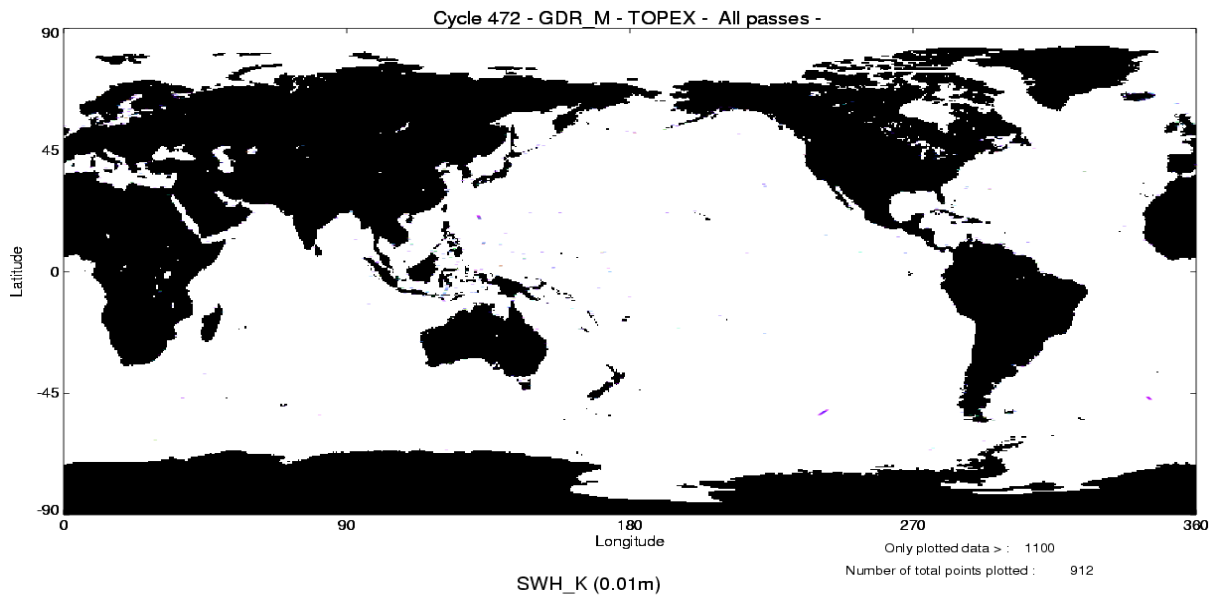 Cycle 472 - GDR_M - TOPEX - All passes -
90
45
Latitude
0
-45
-90
0 90 180 270 360
Longitude
Only plotted data > : 1100
Number of total points plotted : 912
SWH_K (0.01m)